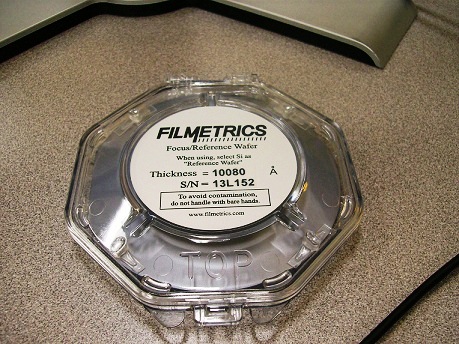 FILMETRICS
Focus/Reference Wafer
When using, select Si as
"Reference Wafer"
Thickness = 10080 Å
S/N - 13L152
To avoid contamination,
do not handle with bare hands.
www.filmetrics.com
TOP